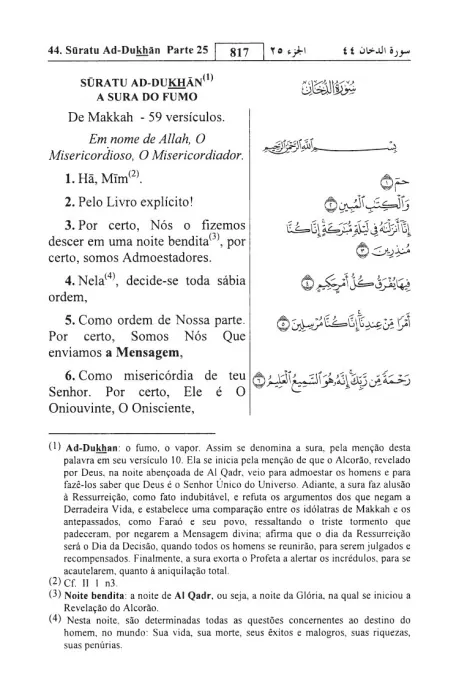 44. Sūratu Ad-Dukhān Parte 25 817 الجزء ٢٥ سورة الدخان ٤٤
SŪRATU AD-DUKHĀN(1)
A SURA DO FUMO
De Makkah - 59 versículos.
Em nome de Allah, O
Misericordioso, O Misericordiador.
1. Hā, Mīm(2).
2. Pelo Livro explícito!
3. Por certo, Nós o fizemos
descer em uma noite bendita(3), por
certo, somos Admoestadores.
4. Nela(4), decide-se toda sábia
ordem,
5. Como ordem de Nossa parte.
Por certo, Somos Nós Que
enviamos a Mensagem,
6. Como misericórdia de teu
Senhor. Por certo, Ele é O
Oniouvinte, O Onisciente,
سُورَةُ الدُّخَانِ
بِسْمِ اللَّهِ الرَّحْمَٰنِ الرَّحِيمِ
حمٓ ١
وَالْكِتَٰبِ الْمُبِينِ ٢
إِنَّآ أَنزَلْنَٰهُ فِى لَيْلَةٍ مُّبَٰرَكَةٍ إِنَّا كُنَّا
مُنذِرِينَ ٣
فِيهَا يُفْرَقُ كُلُّ أَمْرٍ حَكِيمٍ ٤
أَمْرًا مِّنْ عِندِنَآ إِنَّا كُنَّا مُرْسِلِينَ ٥
رَحْمَةً مِّن رَّبِّكَ إِنَّهُۥ هُوَ السَّمِيعُ الْعَلِيمُ ٦
(1) Ad-Dukhan: o fumo, o vapor. Assim se denomina a sura, pela menção desta
palavra em seu versículo 10. Ela se inicia pela menção de que o Alcorão, revelado
por Deus, na noite abençoada de Al Qadr, veio para admoestar os homens e para
fazê-los saber que Deus é o Senhor Único do Universo. Adiante, a sura faz alusão
à Ressurreição, como fato indubitável, e refuta os argumentos dos que negam a
Derradeira Vida, e estabelece uma comparação entre os idólatras de Makkah e os
antepassados, como Faraó e seu povo, ressaltando o triste tormento que
padeceram, por negarem a Mensagem divina; afirma que o dia da Ressurreição
será o Dia da Decisão, quando todos os homens se reunirão, para serem julgados e
recompensados. Finalmente, a sura exorta o Profeta a alertar os incrédulos, para se
acautelarem, quanto à aniquilação total.
(2) Cf. II 1 n3.
(3) Noite bendita: a noite de Al Qadr, ou seja, a noite da Glória, na qual se iniciou a
Revelação do Alcorão.
(4) Nesta noite, são determinadas todas as questões concernentes ao destino do
homem, no mundo: Sua vida, sua morte, seus êxitos e malogros, suas riquezas,
suas penúrias.